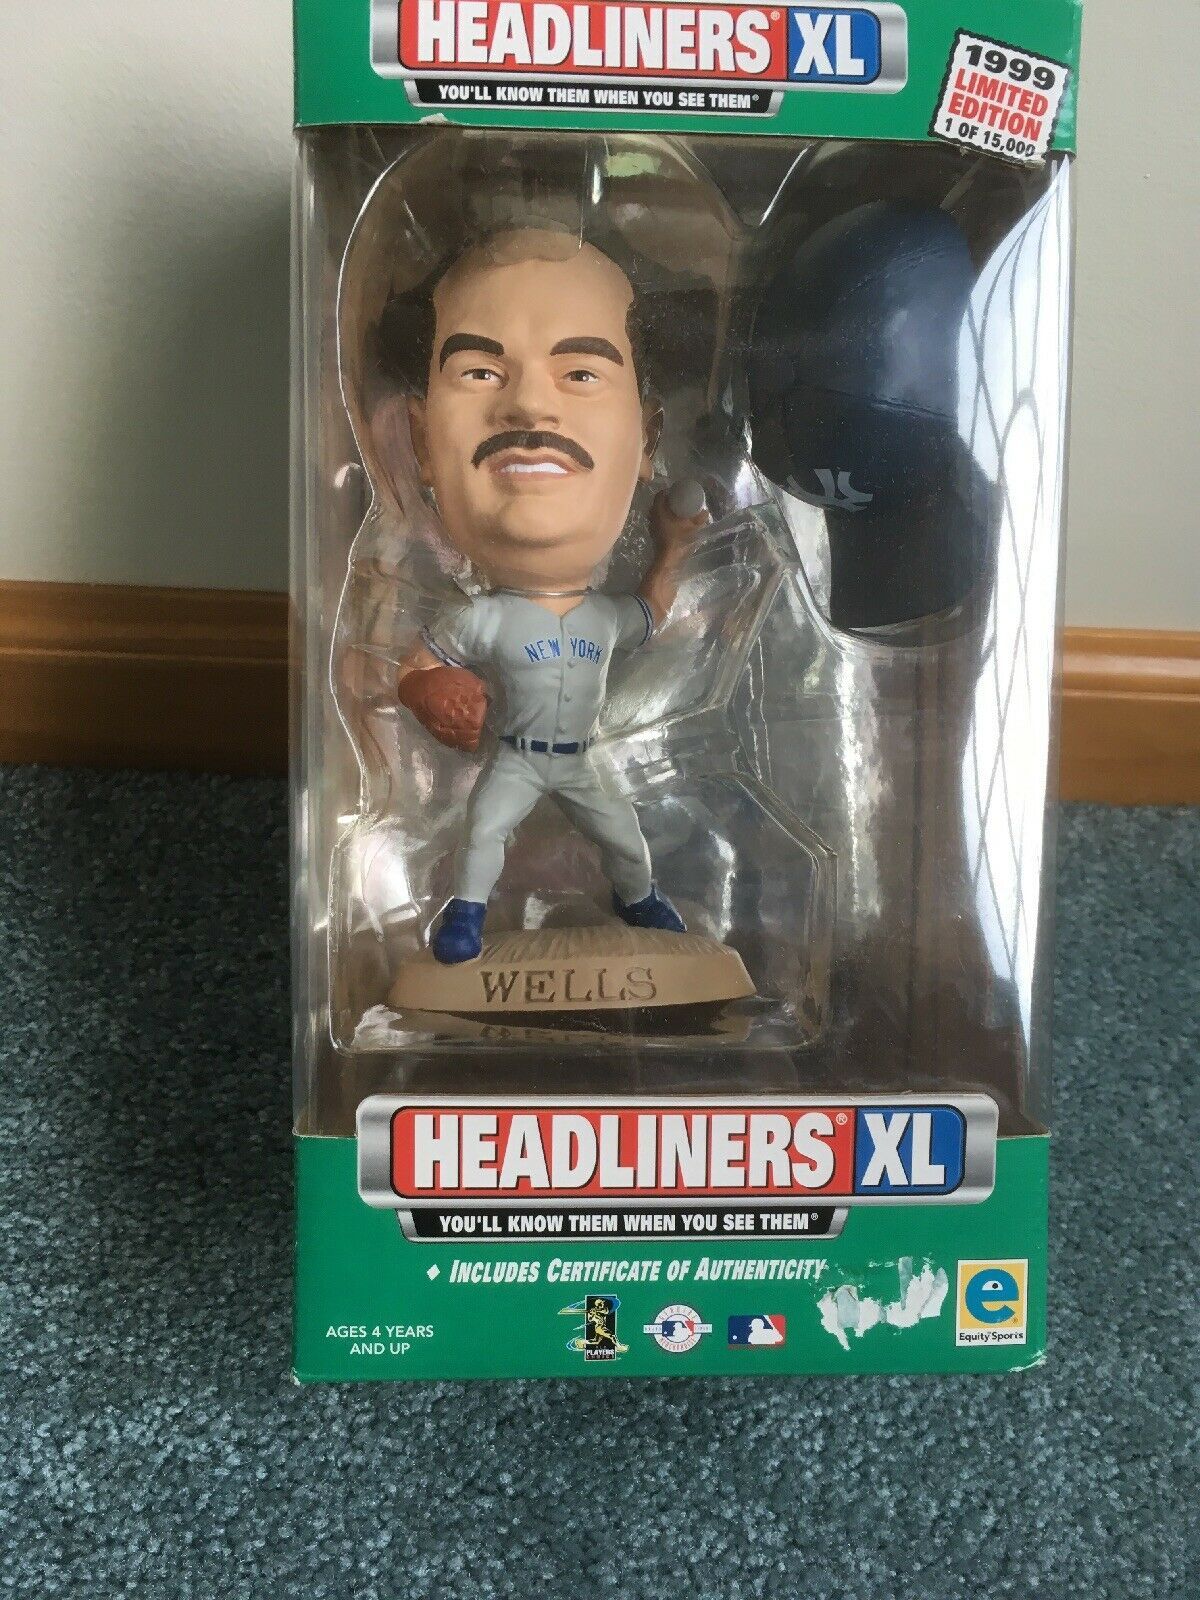 HEADLINERS® XL
YOU'LL KNOW THEM WHEN YOU SEE THEM®
1999
LIMITED
EDITION
1 OF 15,000
NEW YORK
WELLS
HEADLINERS® XL
YOU'LL KNOW THEM WHEN YOU SEE THEM®
♦ INCLUDES CERTIFICATE OF AUTHENTICITY
AGES 4 YEARS
AND UP
PLAYERS
CHOICE
e
Equity Sports